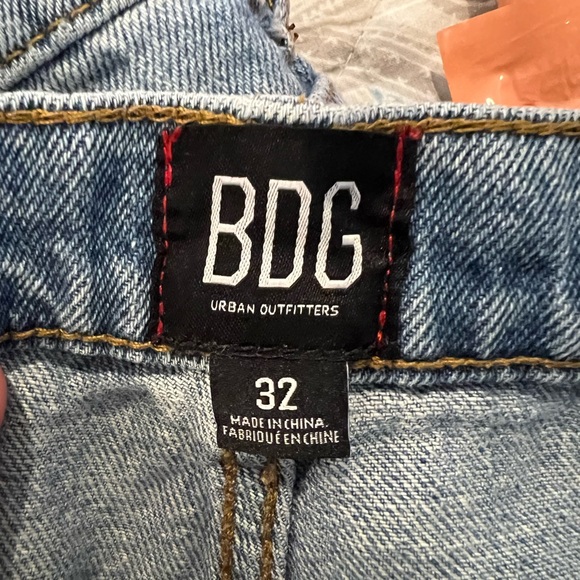 BDG
URBAN OUTFITTERS
32
MADE IN CHINA.
FABRIQUÉ EN CHINE